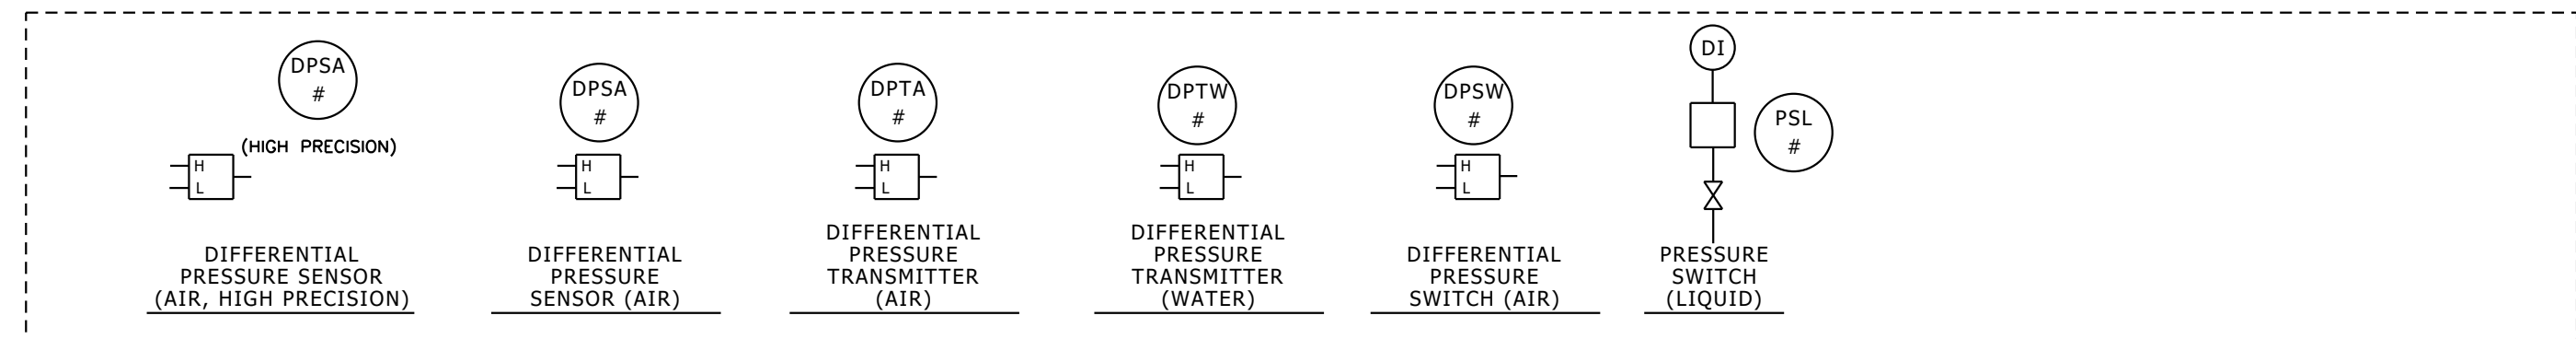 DPSA
#
(HIGH PRECISION)
H
L
DIFFERENTIAL
PRESSURE SENSOR
(AIR, HIGH PRECISION)
DPSA
#
H
L
DIFFERENTIAL
PRESSURE
SENSOR (AIR)
DPTA
#
H
L
DIFFERENTIAL
PRESSURE
TRANSMITTER
(AIR)
DPTW
#
H
L
DIFFERENTIAL
PRESSURE
TRANSMITTER
(WATER)
DPSW
#
H
L
DIFFERENTIAL
PRESSURE
SWITCH (AIR)
DI
PSL
#
PRESSURE
SWITCH
(LIQUID)